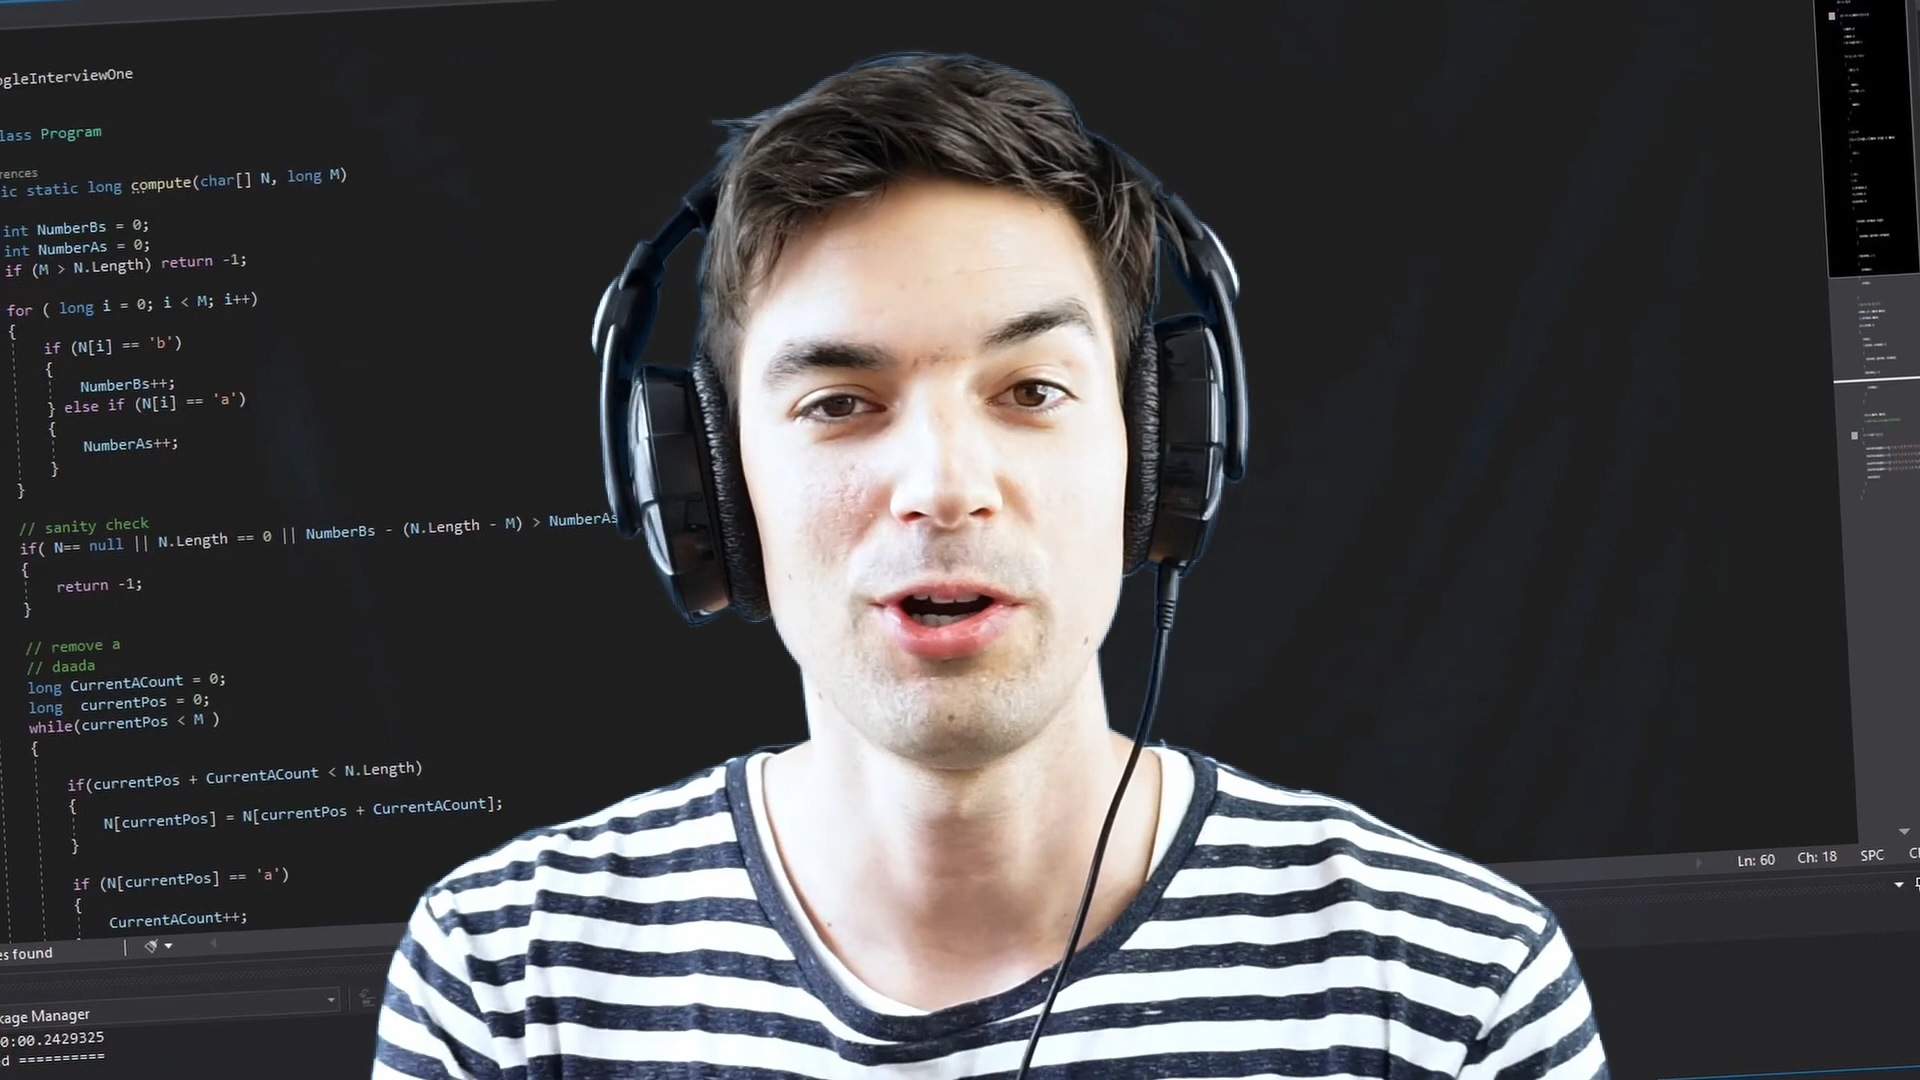 ogleInterviewOne
lass Program
rences
ic static long compute(char[] N, long M)
int NumberBs = 0;
int NumberAs = 0;
if (M > N.Length) return -1;
for ( long i = 0; i < M; i++)
{
if (N[i] == 'b')
{
NumberBs++;
} else if (N[i] == 'a')
{
NumberAs++;
}
}
// sanity check
if( N== null || N.Length == 0 || NumberBs - (N.Length - M) > NumberAs
{
return -1;
}
// remove a
// daada
long CurrentACount = 0;
long currentPos = 0;
while(currentPos < M )
{
if(currentPos + CurrentACount < N.Length)
{
N[currentPos] = N[currentPos + CurrentACount];
}
if (N[currentPos] == 'a')
{
CurrentACount++;
Ln: 60 Ch: 18 SPC
es found
kage Manager
0:00.2429325
d ==========